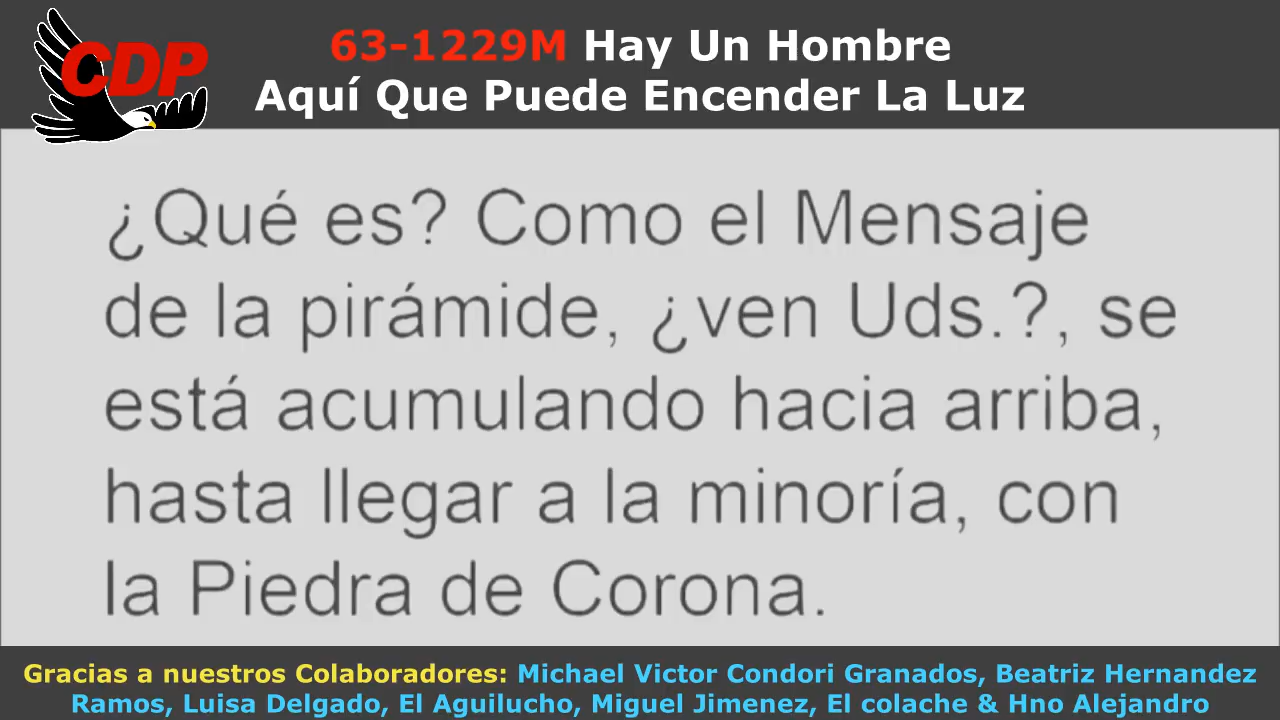 CDP
63-1229M Hay Un Hombre
Aquí Que Puede Encender La Luz
¿Qué es? Como el Mensaje
de la pirámide, ¿ven Uds.?, se
está acumulando hacia arriba,
hasta llegar a la minoría, con
la Piedra de Corona.
Gracias a nuestros Colaboradores: Michael Victor Condori Granados, Beatriz Hernandez
Ramos, Luisa Delgado, El Aguilucho, Miguel Jimenez, El colache & Hno Alejandro